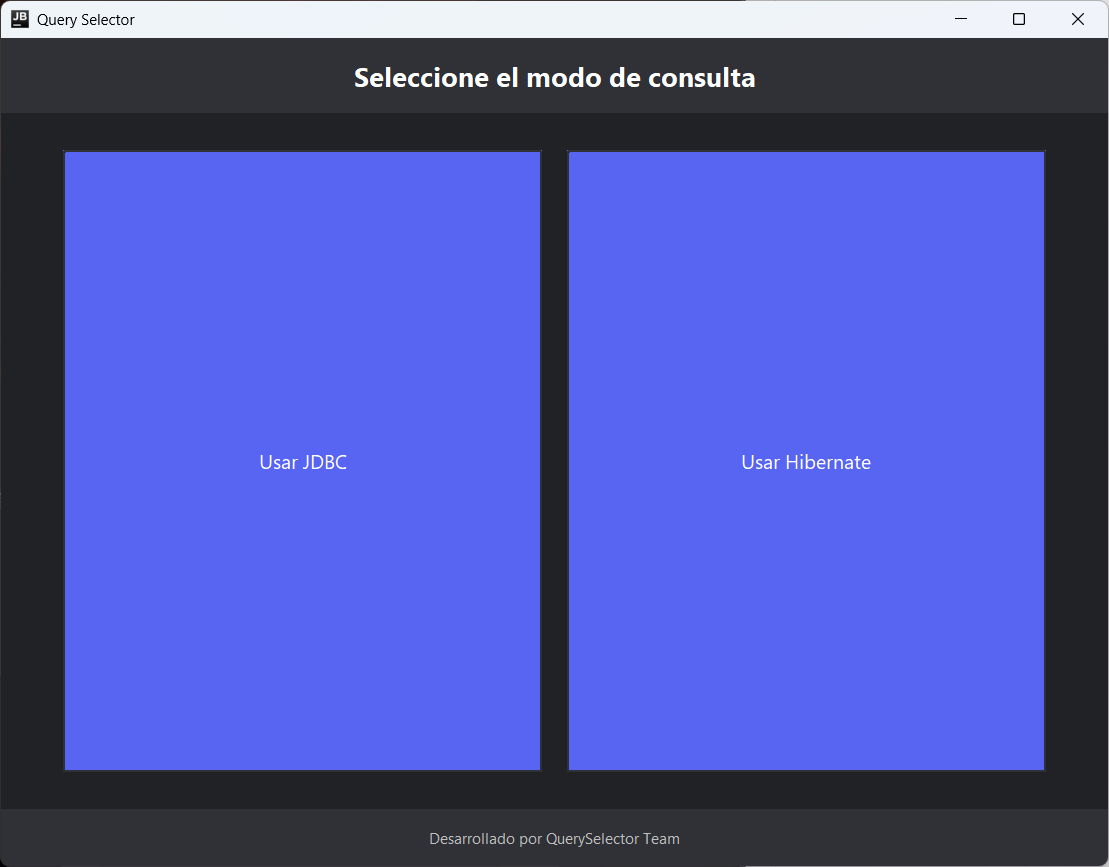 JB
Query Selector
Seleccione el modo de consulta
Usar JDBC
Usar Hibernate
Desarrollado por QuerySelector Team